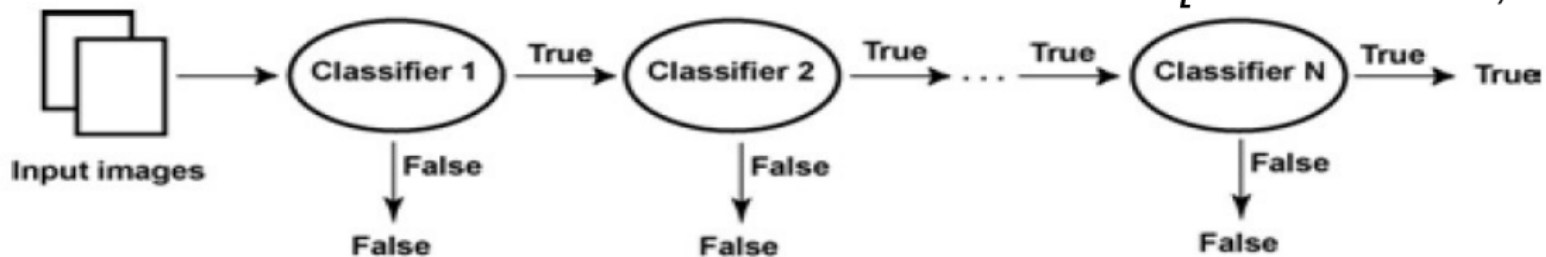 Classifier 1 True Classifier 2 True ... True Classifier N True True
Input images False False False
False False False